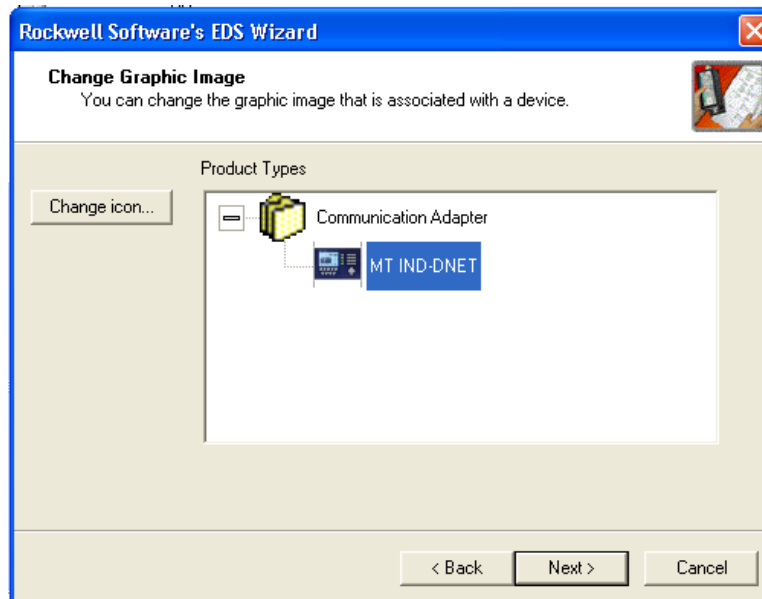 Rockwell Software's EDS Wizard
Change Graphic Image
You can change the graphic image that is associated with a device.
Product Types
Change icon...
Communication Adapter
MT IND-DNET
< Back
Next >
Cancel